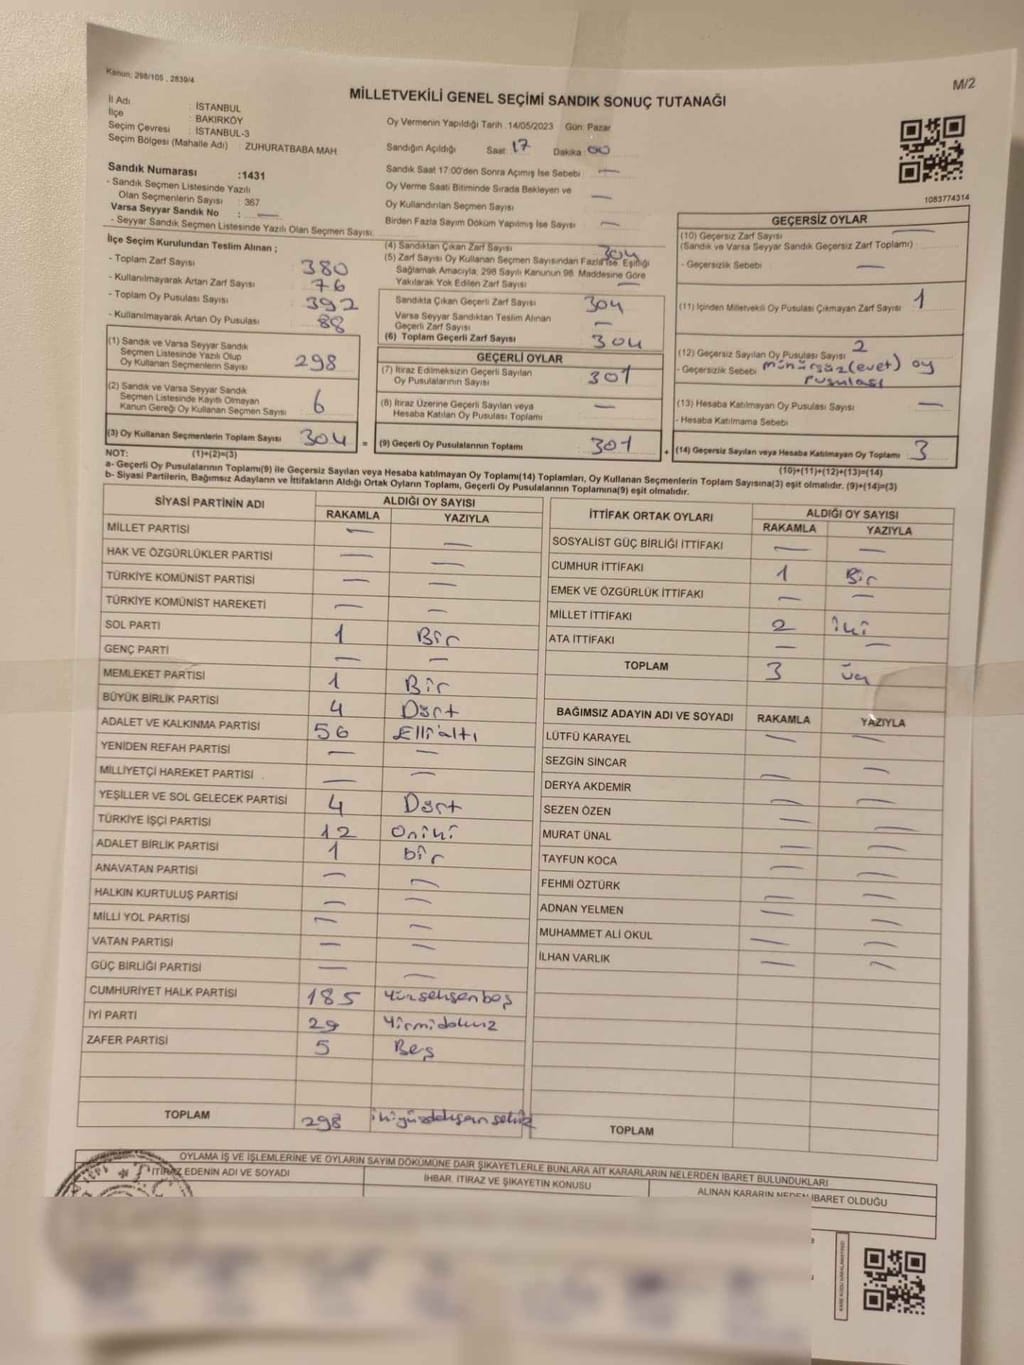 Kanun; 298/105 , 2839/4
M/2
MİLLETVEKİLİ GENEL SEÇİMİ SANDIK SONUÇ TUTANAĞI
İl Adı : İSTANBUL
İlçe : BAKIRKÖY
Seçim Çevresi : İSTANBUL-3
Seçim Bölgesi (Mahalle Adı) : ZUHURATBABA MAH
Sandık Numarası :1431
- Sandık Seçmen Listesinde Yazılı
Olan Seçmenlerin Sayısı : 367
Varsa Seyyar Sandık No : —
- Seyyar Sandık Seçmen Listesinde Yazılı Olan Seçmen Sayısı:
Oy Vermenin Yapıldığı Tarih :14/05/2023 Gün: Pazar
Sandığın Açıldığı Saat 17 Dakika 00
Sandık Saat 17:00'den Sonra Açımış İse Sebebi —
Oy Verme Saati Bitiminde Sırada Bekleyen ve
Oy Kullandırılan Seçmen Sayısı —
Birden Fazla Sayım Döküm Yapılmış İse Sayısı —
1083774314
İlçe Seçim Kurulundan Teslim Alınan ;
- Toplam Zarf Sayısı 380
- Kullanılmayarak Artan Zarf Sayısı 76
- Toplam Oy Pusulası Sayısı 392
- Kullanılmayarak Artan Oy Pusulası 88
(1) Sandık ve Varsa Seyyar Sandık
Seçmen Listesinde Yazılı Olup
Oy Kullanan Seçmenlerin Sayısı 298
(2) Sandık ve Varsa Seyyar Sandık
Seçmen Listesinde Kayıtlı Olmayan
Kanun Gereği Oy Kullanan Seçmen Sayısı 6
(3) Oy Kullanan Seçmenlerin Toplam Sayısı 304 =
(4) Sandıktan Çıkan Zarf Sayısı 304
(5) Zarf Sayısı Oy Kullanan Seçmen Sayısından Fazla ise, Eşitliği
Sağlamak Amacıyla, 298 Sayılı Kanunun 98. Maddesine Göre
Yakılarak Yok Edilen Zarf Sayısı —
Sandıkta Çıkan Geçerli Zarf Sayısı 304
Varsa Seyyar Sandıktan Teslim Alınan
Geçerli Zarf Sayısı —
(6) Toplam Geçerli Zarf Sayısı 304
GEÇERLİ OYLAR
(7) İtiraz Edilmeksizin Geçerli Sayılan
Oy Pusulalarının Sayısı 301
(8) İtiraz Üzerine Geçerli Sayılan veya
Hesaba Katılan Oy Pusulaları Toplamı —
(9) Geçerli Oy Pusulalarının Toplamı 301 +
GEÇERSİZ OYLAR
(10) Geçersiz Zarf Sayısı —
(Sandık ve Varsa Seyyar Sandık Geçersiz Zarf Toplamı)
- Geçersizlik Sebebi —
(11) İçinden Milletvekili Oy Pusulası Çıkmayan Zarf Sayısı 1
(12) Geçersiz Sayılan Oy Pusulası Sayısı 2
- Geçersizlik Sebebi mühürsüz (evet) oy
pusulası
(13) Hesaba Katılmayan Oy Pusulası Sayısı —
- Hesaba Katılmama Sebebi
(14) Geçersiz Sayılan veya Hesaba Katılmayan Oy Toplamı 3
NOT: (1)+(2)=(3)
(10)+(11)+(12)+(13)=(14)
a- Geçerli Oy Pusulalarının Toplamı(9) ile Geçersiz Sayılan veya Hesaba katılmayan Oy Toplamı(14) Toplamları, Oy Kullanan Seçmenlerin Toplam Sayısına(3) eşit olmalıdır. (9)+(14)=(3)
b- Siyasi Partilerin, Bağımsız Adayların ve İttifakların Aldığı Ortak Oyların Toplamı, Geçerli Oy Pusulalarının Toplamına(9) eşit olmalıdır.
SİYASİ PARTİNİN ADI ALDIĞI OY SAYISI
RAKAMLA YAZIYLA
MİLLET PARTİSİ — —
HAK VE ÖZGÜRLÜKLER PARTİSİ — —
TÜRKİYE KOMÜNİST PARTİSİ — —
TÜRKİYE KOMÜNİST HAREKETİ — —
SOL PARTİ 1 Bir
GENÇ PARTİ — —
MEMLEKET PARTİSİ 1 Bir
BÜYÜK BİRLİK PARTİSİ 4 Dört
ADALET VE KALKINMA PARTİSİ 56 Ellialtı
YENİDEN REFAH PARTİSİ — —
MİLLİYETÇİ HAREKET PARTİSİ — —
YEŞİLLER VE SOL GELECEK PARTİSİ 4 Dört
TÜRKİYE İŞÇİ PARTİSİ 12 Oniki
ADALET BİRLİK PARTİSİ 1 bir
ANAVATAN PARTİSİ — —
HALKIN KURTULUŞ PARTİSİ — —
MİLLİ YOL PARTİSİ — —
VATAN PARTİSİ — —
GÜÇ BİRLİĞİ PARTİSİ — —
CUMHURİYET HALK PARTİSİ 185 Yüzseksenbeş
İYİ PARTİ 29 Yirmidokuz
ZAFER PARTİSİ 5 Beş
TOPLAM 298 ikiyüzdoksansekiz
İTTİFAK ORTAK OYLARI ALDIĞI OY SAYISI
RAKAMLA YAZIYLA
SOSYALİST GÜÇ BİRLİĞİ İTTİFAKI — —
CUMHUR İTTİFAKI 1 Bir
EMEK VE ÖZGÜRLÜK İTTİFAKI — —
MİLLET İTTİFAKI 2 iki
ATA İTTİFAKI — —
TOPLAM 3 üç
BAĞIMSIZ ADAYIN ADI VE SOYADI RAKAMLA YAZIYLA
LÜTFÜ KARAYEL — —
SEZGİN SİNCAR — —
DERYA AKDEMİR — —
SEZEN ÖZEN — —
MURAT ÜNAL — —
TAYFUN KOCA — —
FEHMİ ÖZTÜRK — —
ADNAN YELMEN — —
MUHAMMET ALİ OKUL — —
İLHAN VARLIK — —
TOPLAM
OYLAMA İŞ VE İŞLEMLERİNE VE OYLARIN SAYIM DÖKÜMÜNE DAİR ŞİKAYETLERLE BUNLARA AİT KARARLARIN NELERDEN İBARET BULUNDUKLARI
İTİRAZ EDENİN ADI VE SOYADI İHBAR, İTİRAZ VE ŞİKAYETİN KONUSU ALINAN KARARIN NEDEN İBARET OLDUĞU